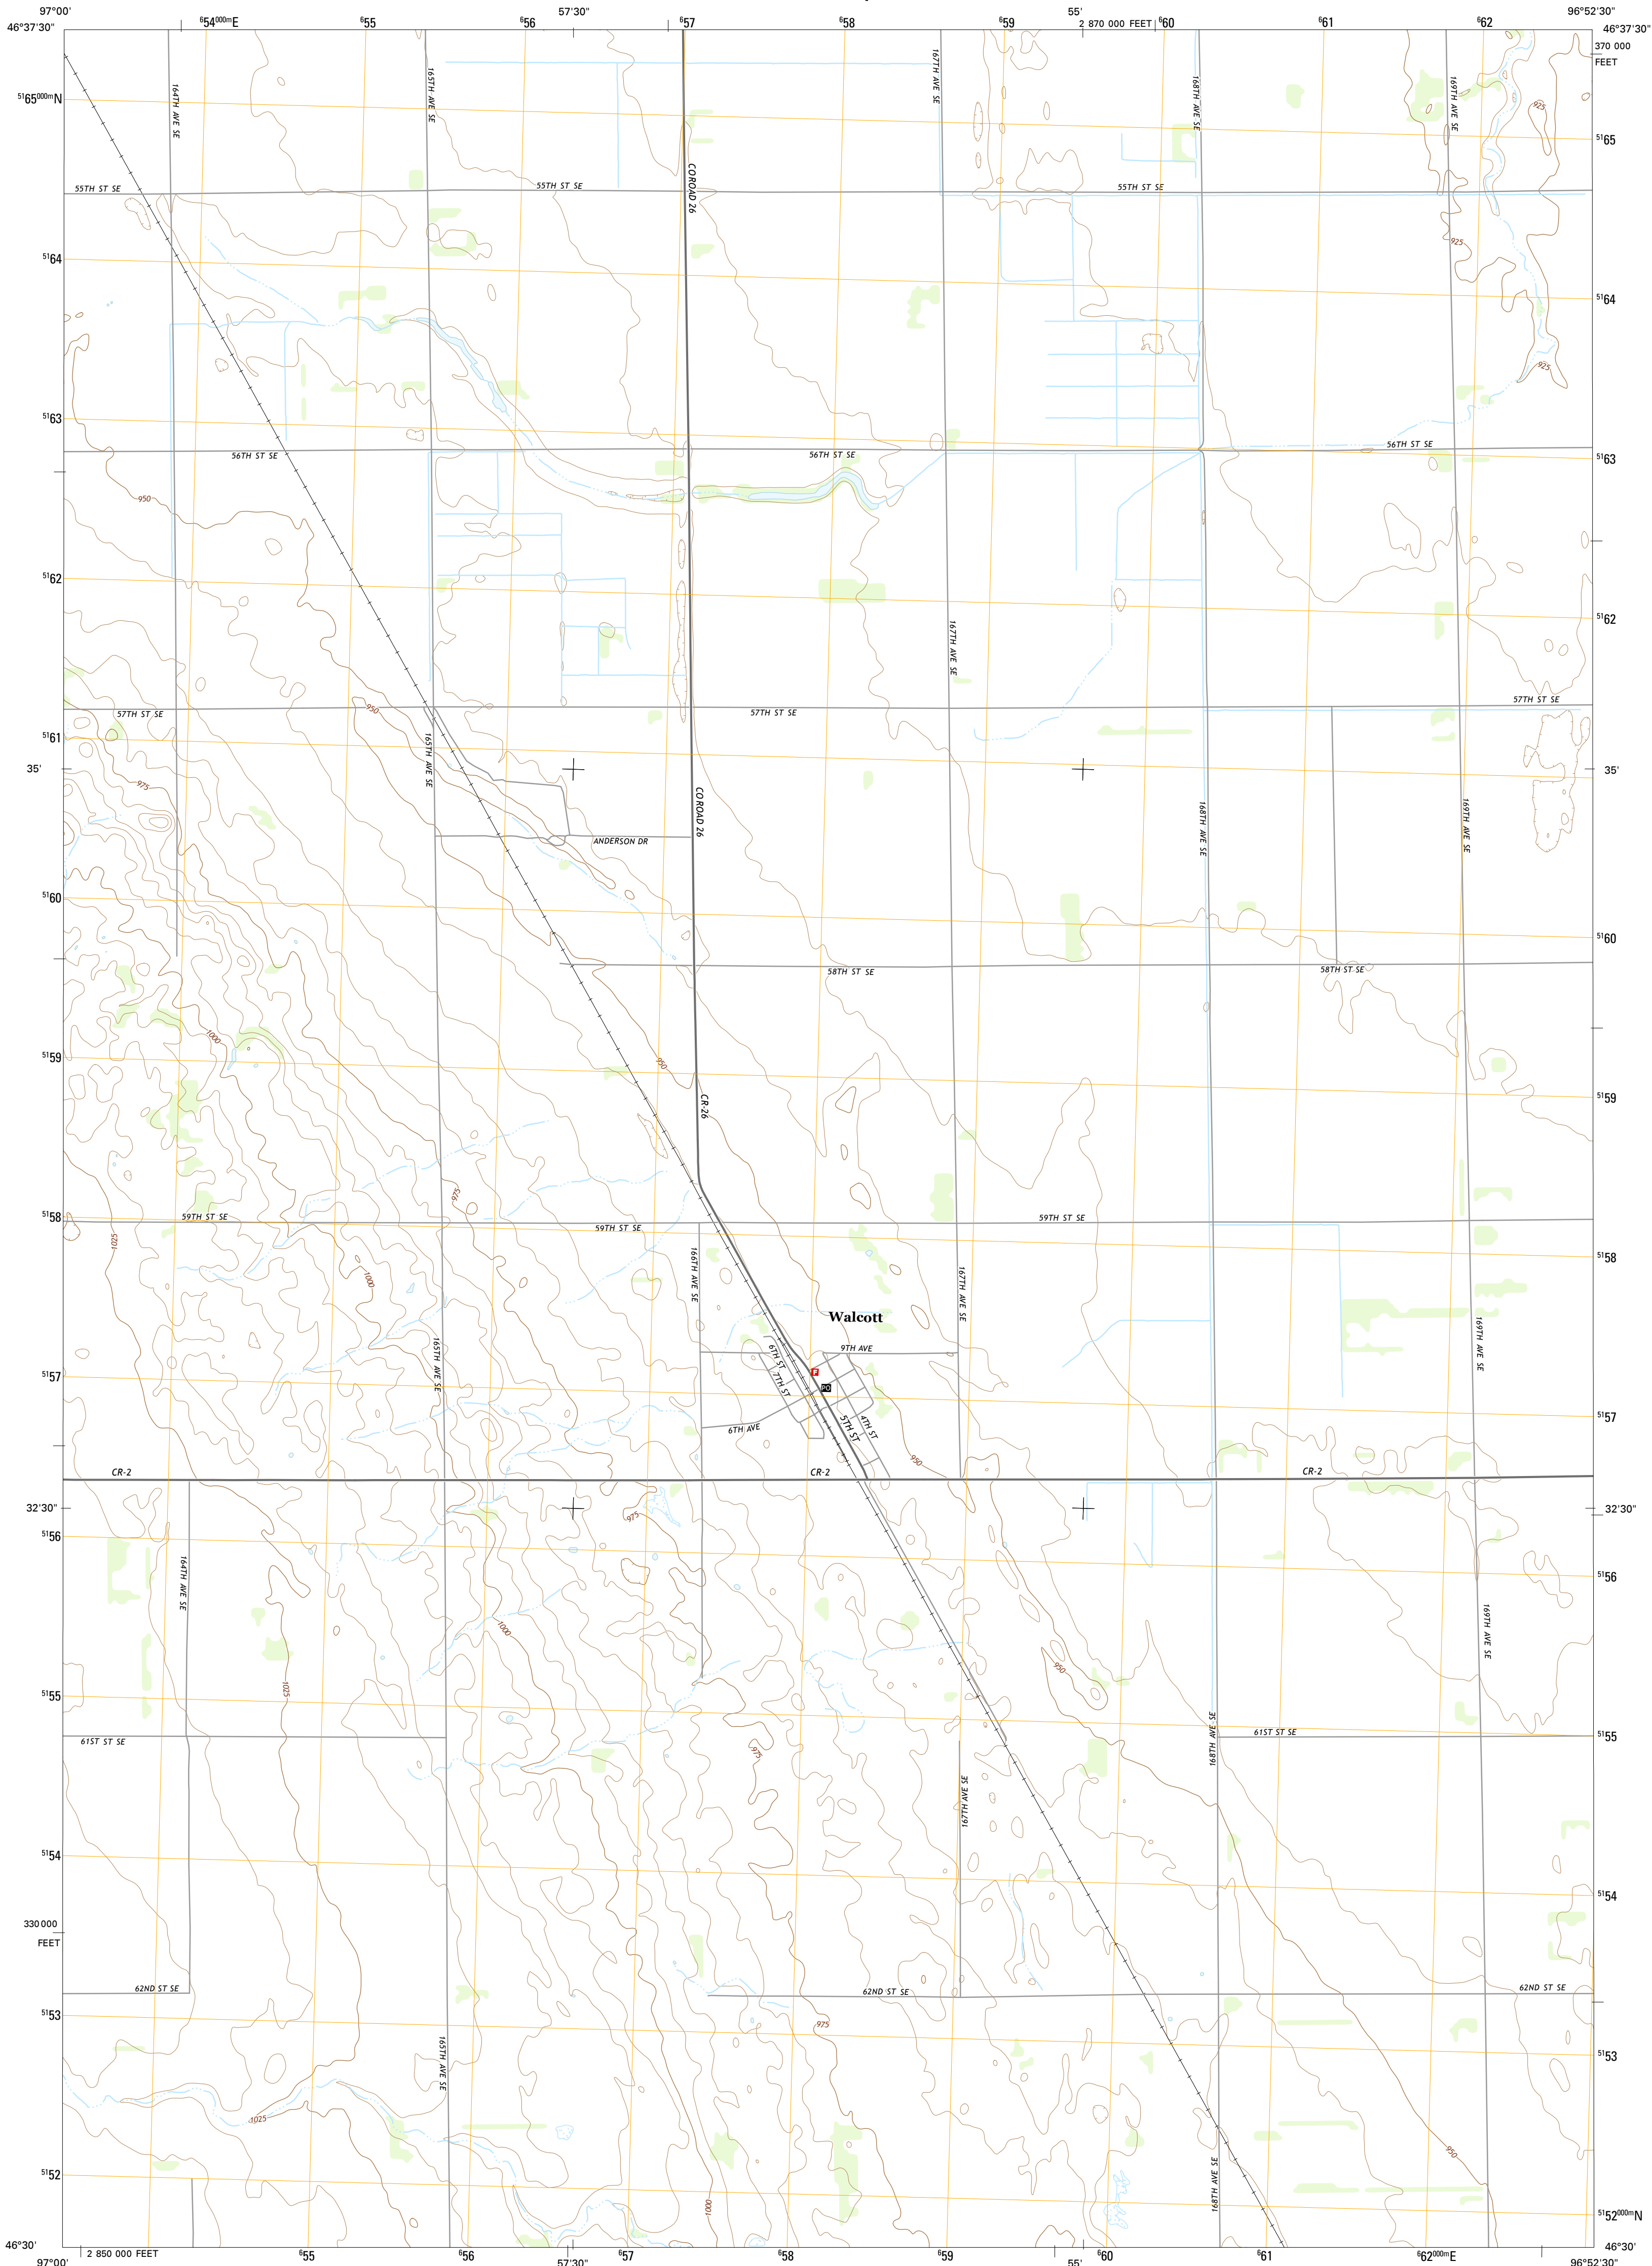 97°00' ⁶54⁰⁰⁰ᵐE ⁶55 ⁶56 57'30" ⁶57 ⁶58 ⁶59 55' 2 870 000 FEET ⁶60 ⁶61 ⁶62 96°52'30"
46°37'30" 46°37'30"
370 000
FEET
164TH AVE SE
165TH AVE SE
167TH AVE SE
168TH AVE SE
169TH AVE SE
⁵¹65⁰⁰⁰ᵐN
925
⁵¹65
55TH ST SE
55TH ST SE
CO ROAD 26
55TH ST SE
925
⁵¹64
⁵¹64
925
⁵¹63
56TH ST SE
56TH ST SE
56TH ST SE
⁵¹63
950
⁵¹62
⁵¹62
167TH AVE SE
57TH ST SE
950
57TH ST SE
57TH ST SE
⁵¹61
165TH AVE SE
⁵¹61
35'
35'
975
CO ROAD 26
168TH AVE SE
169TH AVE SE
ANDERSON DR
⁵¹60
⁵¹60
58TH ST SE
58TH ST SE
1000
⁵¹59
950
⁵¹59
CR-26
975
⁵¹58
59TH ST SE
59TH ST SE
59TH ST SE
1025
⁵¹58
1000
166TH AVE SE
167TH AVE SE
Walcott
169TH AVE SE
165TH AVE SE
6TH ST
9TH AVE
⁵¹57
7TH ST
F
PO
6TH AVE
5TH ST
4TH ST
⁵¹57
950
CR-2
CR-2
CR-2
32'30"
975
32'30"
⁵¹56
164TH AVE SE
⁵¹56
1000
169TH AVE SE
950
1025
⁵¹55
168TH AVE SE
61ST ST SE
975
61ST ST SE
⁵¹55
167TH AVE SE
⁵¹54
⁵¹54
330 000
FEET
62ND ST SE
62ND ST SE
62ND ST SE
⁵¹53
975
⁵¹53
165TH AVE SE
1025
950
⁵¹52
168TH AVE SE
1000
⁵¹52⁰⁰⁰ᵐN
46°30' 46°30'
97°00' 2 850 000 FEET ⁶55 ⁶56 57'30" ⁶57 ⁶58 ⁶59 55' ⁶60 ⁶61 ⁶62⁰⁰⁰ᵐE 96°52'30"